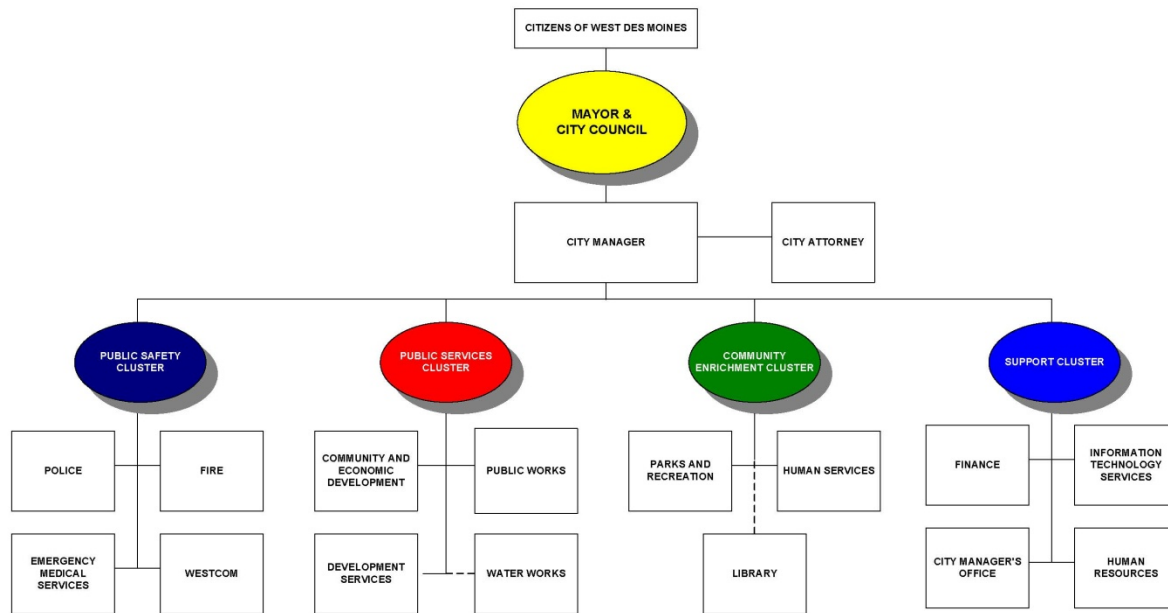 CITIZENS OF WEST DES MOINES
MAYOR &
CITY COUNCIL
CITY MANAGER
CITY ATTORNEY
PUBLIC SAFETY
CLUSTER
PUBLIC SERVICES
CLUSTER
COMMUNITY
ENRICHMENT CLUSTER
SUPPORT CLUSTER
POLICE
FIRE
EMERGENCY
MEDICAL
SERVICES
WESTCOM
COMMUNITY AND
ECONOMIC
DEVELOPMENT
PUBLIC WORKS
DEVELOPMENT
SERVICES
WATER WORKS
PARKS AND
RECREATION
HUMAN SERVICES
LIBRARY
FINANCE
INFORMATION
TECHNOLOGY
SERVICES
CITY MANAGER'S
OFFICE
HUMAN
RESOURCES